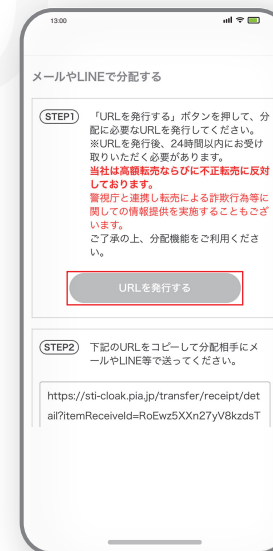 13:00
メールやLINEで分配する
STEP1 「URLを発行する」ボタンを押して、分
配に必要なURLを発行してください。
※URLを発行後、24時間以内にお受け
取りいただく必要があります。
当社は高額転売ならびに不正転売に反対
しております。
警視庁と連携し転売による詐欺行為等に
関しての情報提供を実施することもござ
います。
ご了承の上、分配機能をご利用くださ
い。
URLを発行する
STEP2 下記のURLをコピーして分配相手にメ
ールやLINE等で送ってください。
https://sti-cloak.pia.jp/transfer/receipt/det
ail?itemReceiveId=RoEwz5XXn27yV8kzdsT